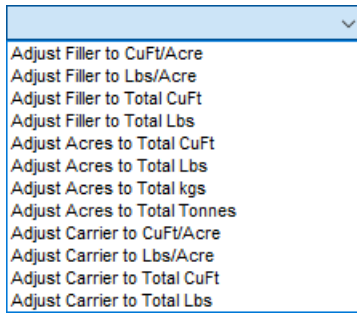 Adjust Filler to CuFt/Acre
Adjust Filler to Lbs/Acre
Adjust Filler to Total CuFt
Adjust Filler to Total Lbs
Adjust Acres to Total CuFt
Adjust Acres to Total Lbs
Adjust Acres to Total kgs
Adjust Acres to Total Tonnes
Adjust Carrier to CuFt/Acre
Adjust Carrier to Lbs/Acre
Adjust Carrier to Total CuFt
Adjust Carrier to Total Lbs